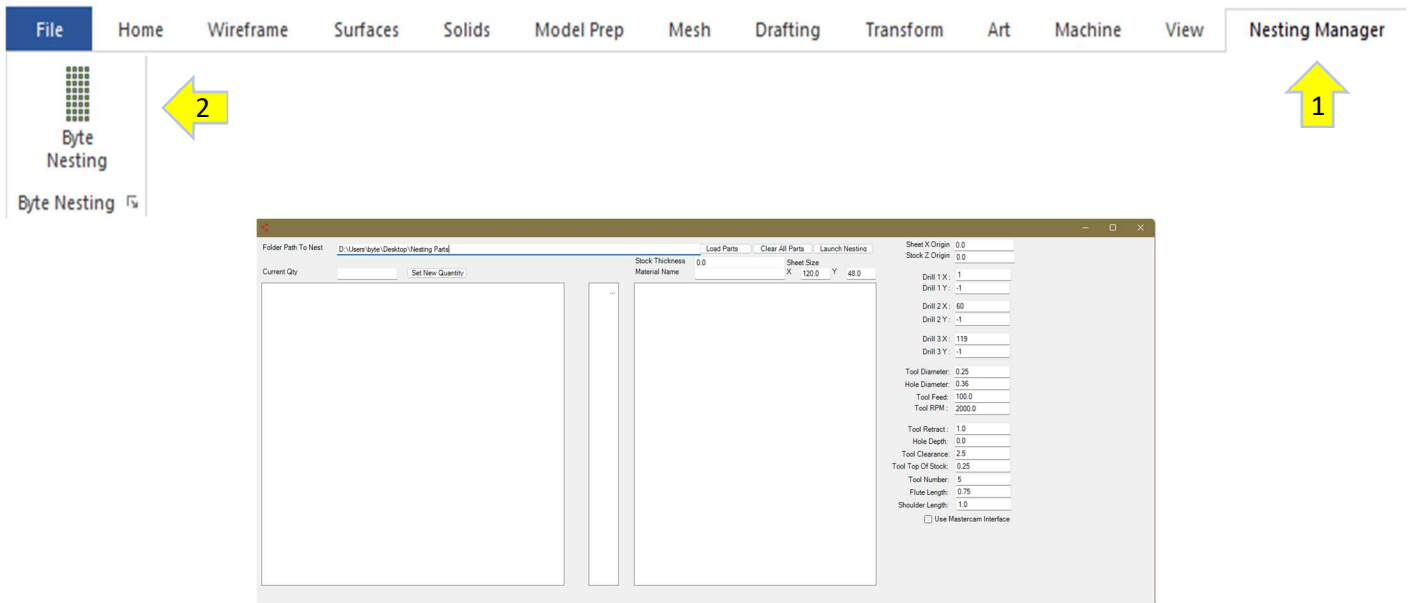 File Home Wireframe Surfaces Solids Model Prep Mesh Drafting Transform Art Machine View Nesting Manager
1
2
Byte
Nesting
Byte Nesting
Folder Path To Nest D:\Users\byte\Desktop\Nesting Parts Load Parts Clear All Parts Launch Nesting
Stock Thickness 0.0 Sheet Size
Current Qty Set New Quantity Material Name X 120.0 Y 48.0
...
Sheet X Origin 0.0
Stock Z Origin 0.0
Drill 1 X : 1
Drill 1 Y : -1
Drill 2 X : 60
Drill 2 Y : -1
Drill 3 X : 119
Drill 3 Y : -1
Tool Diameter: 0.25
Hole Diameter: 0.36
Tool Feed: 100.0
Tool RPM : 2000.0
Tool Retract : 1.0
Hole Depth: 0.0
Tool Clearance: 2.5
Tool Top Of Stock: 0.25
Tool Number: 5
Flute Length: 0.75
Shoulder Length: 1.0
Use Mastercam Interface